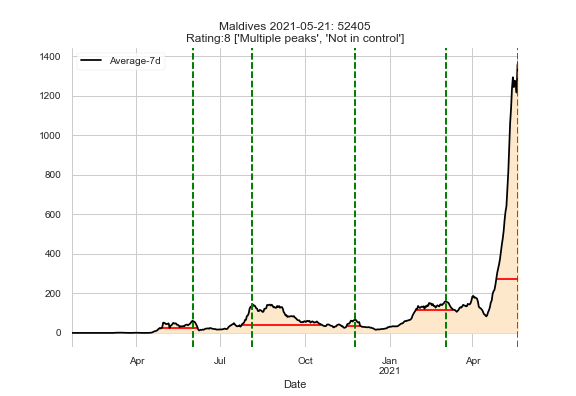 Maldives 2021-05-21: 52405
Rating:8 ['Multiple peaks', 'Not in control']
Average-7d
1400
1200
1000
800
600
400
200
0
Apr
Jul
Oct
Jan
2021
Apr
Date